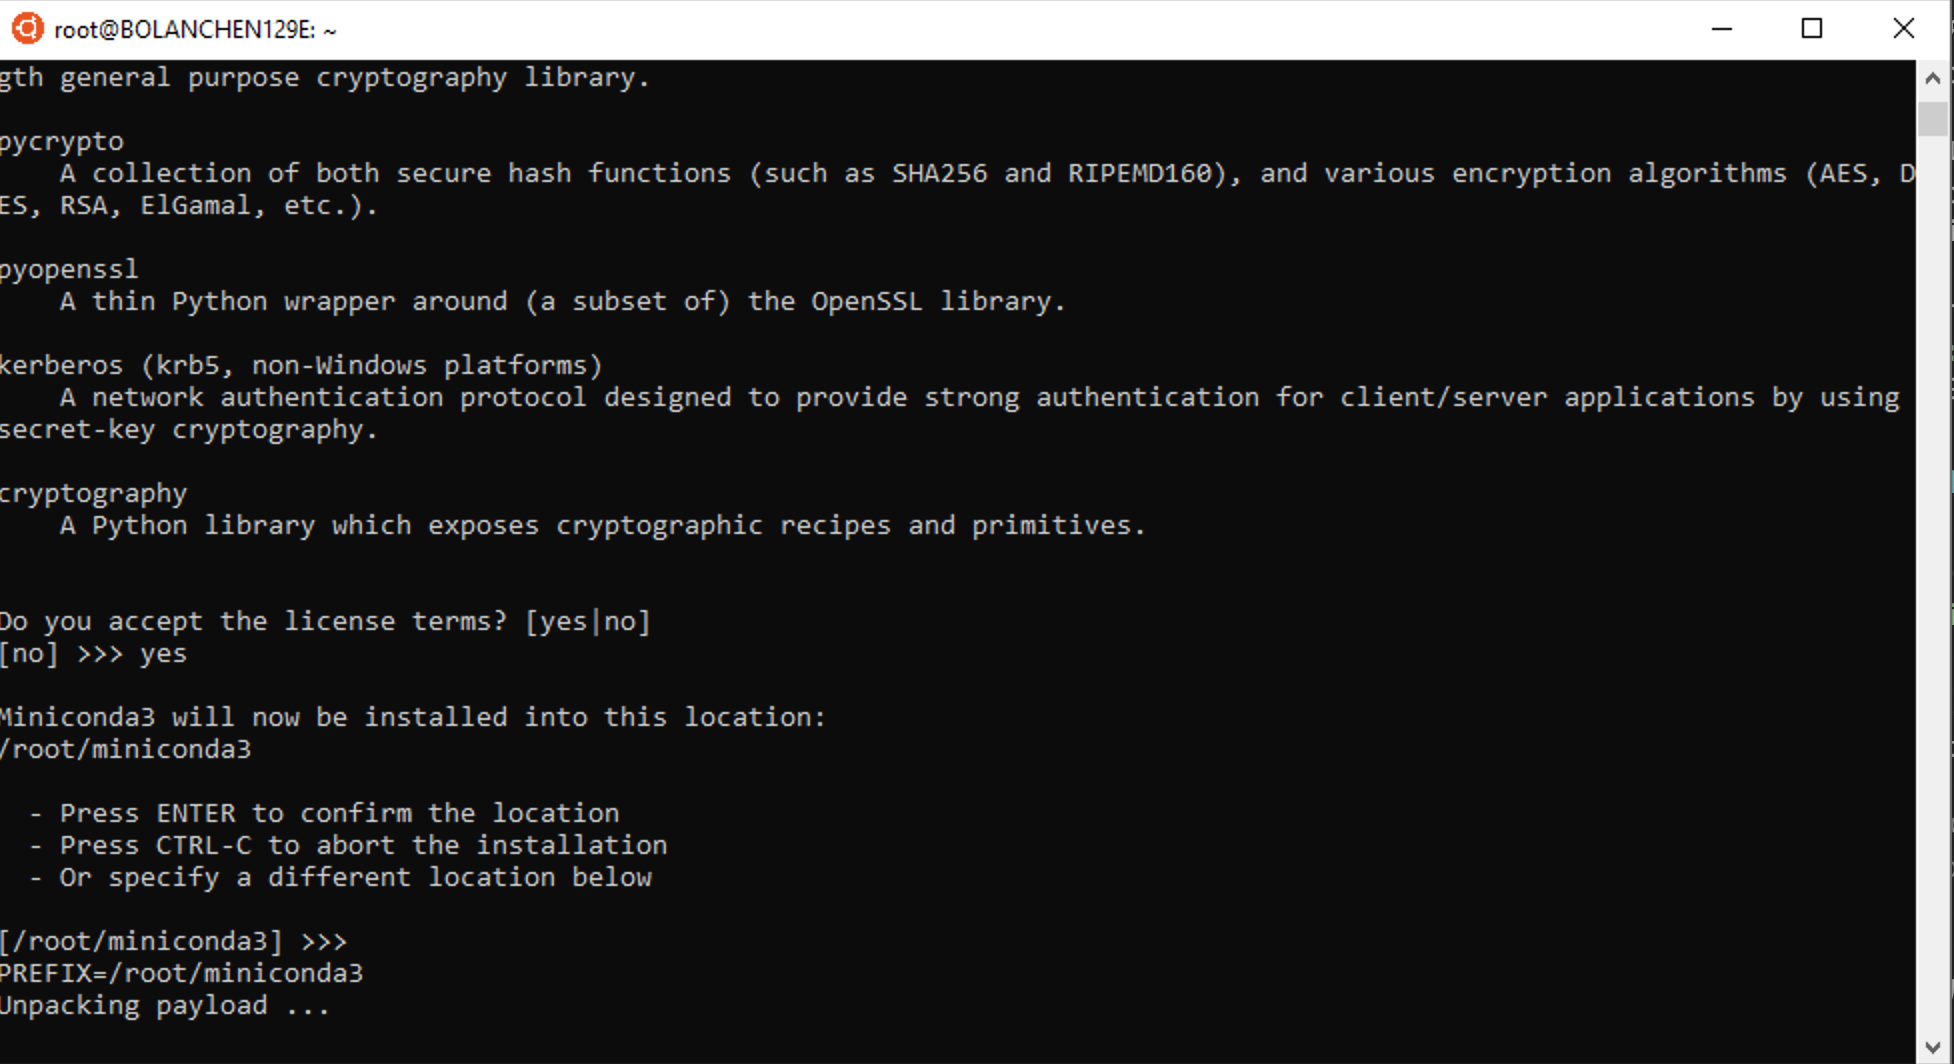 root@BOLANCHEN129E: ~
gth general purpose cryptography library.
pycrypto
A collection of both secure hash functions (such as SHA256 and RIPEMD160), and various encryption algorithms (AES, D
ES, RSA, ElGamal, etc.).
pyopenssl
A thin Python wrapper around (a subset of) the OpenSSL library.
kerberos (krb5, non-Windows platforms)
A network authentication protocol designed to provide strong authentication for client/server applications by using
secret-key cryptography.
cryptography
A Python library which exposes cryptographic recipes and primitives.
Do you accept the license terms? [yes|no]
[no] >>> yes
Miniconda3 will now be installed into this location:
/root/miniconda3
- Press ENTER to confirm the location
- Press CTRL-C to abort the installation
- Or specify a different location below
[/root/miniconda3] >>>
PREFIX=/root/miniconda3
Unpacking payload ...